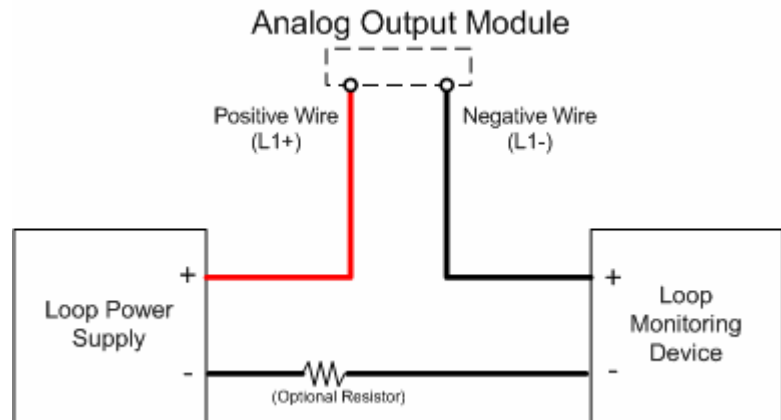 Analog Output Module
Positive Wire
(L1+)
Negative Wire
(L1-)
+
+
Loop Power
Supply
Loop
Monitoring
Device
-
-
(Optional Resistor)